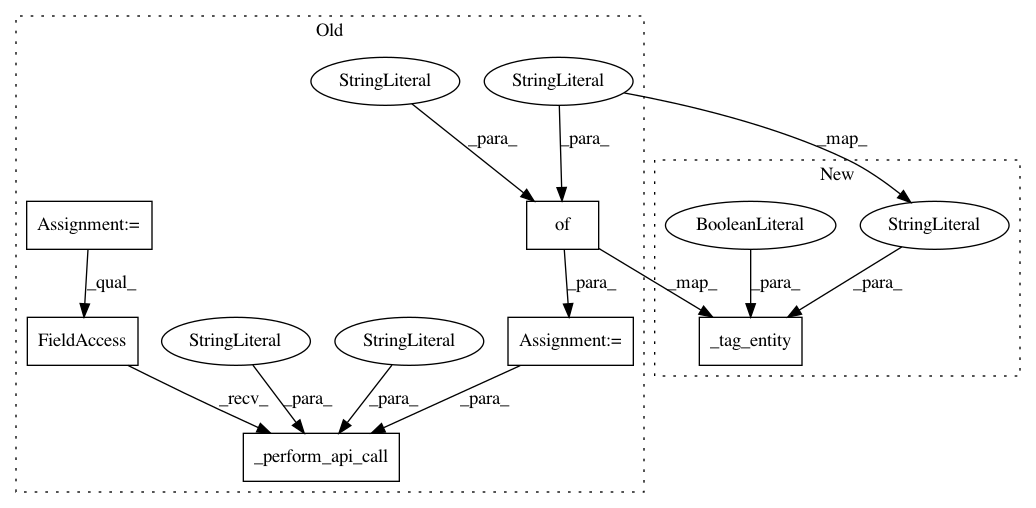 Old
StringLiteral
StringLiteral
_para_
_para_
_map_
New
Assignment:=
of
BooleanLiteral
StringLiteral
_qual_
_para_
_map_
_para_
_para_
FieldAccess
StringLiteral
StringLiteral
Assignment:=
_tag_entity
_recv_
_para_
_para_
_para_
_perform_api_call